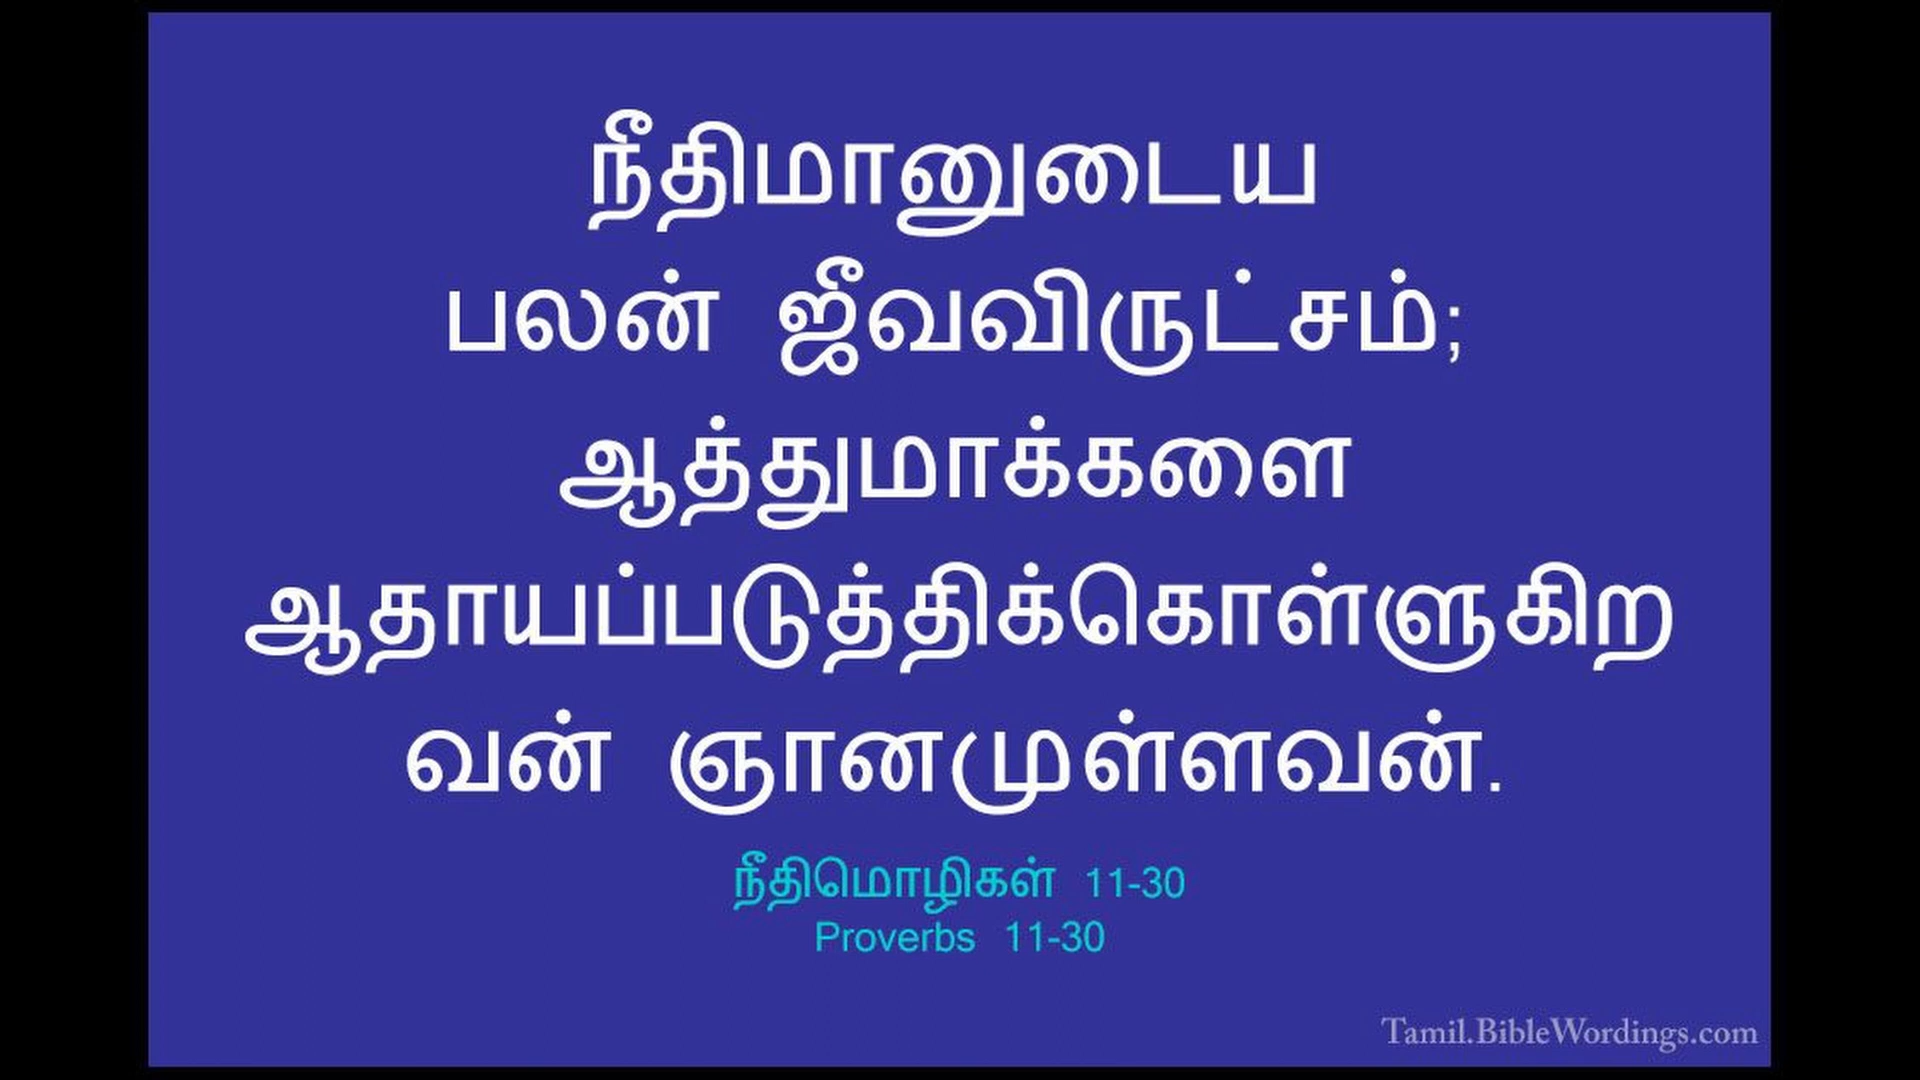 நீதிமானுடைய
பலன் ஜீவவிருட்சம்;
ஆத்துமாக்களை
ஆதாயப்படுத்திக்கொள்ளுகிற
வன் ஞானமுள்ளவன்.
நீதிமொழிகள் 11-30
Proverbs 11-30
Tamil.BibleWordings.com